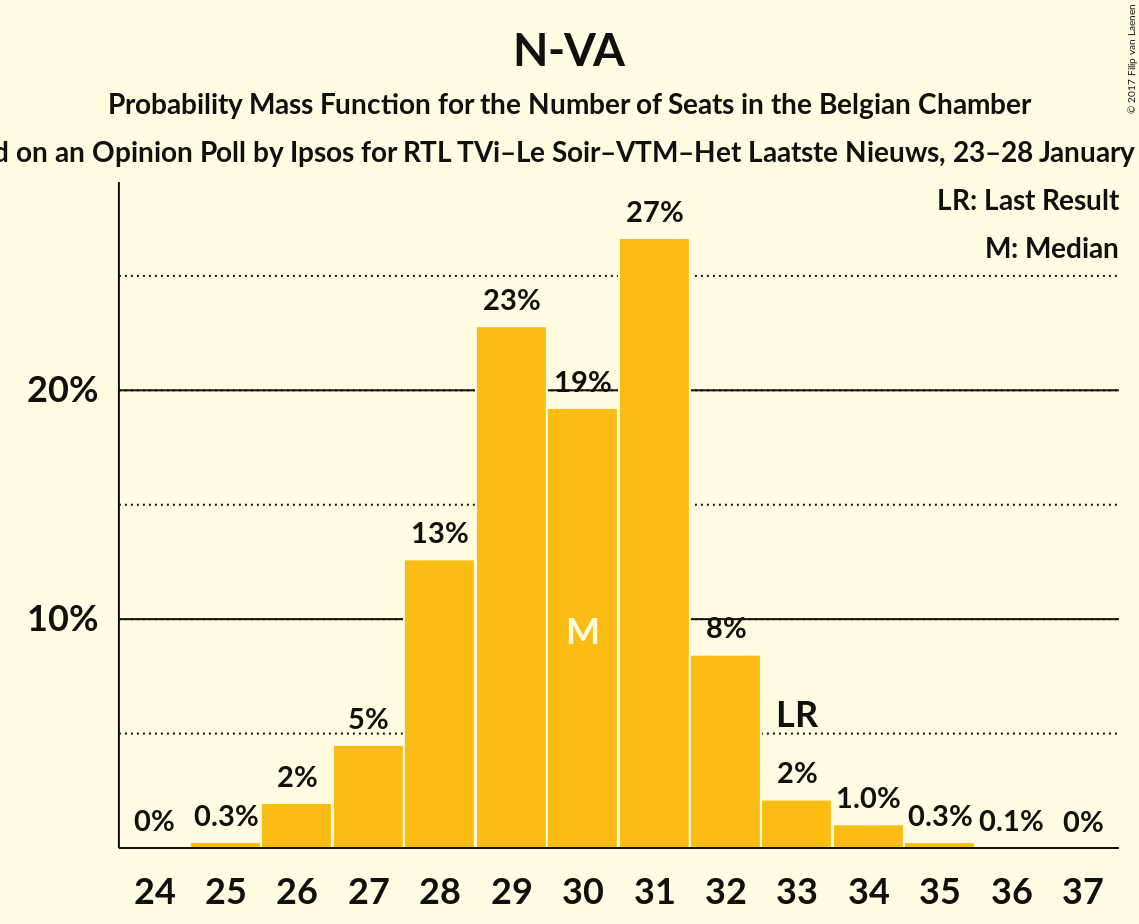 N-VA
Probability Mass Function for the Number of Seats in the Belgian Chamber
on an Opinion Poll by Ipsos for RTL TVi–Le Soir–VTM–Het Laatste Nieuws, 23–28 January
© 2017 Filip van Laenen
LR: Last Result
M: Median
27%
23%
20%
19%
13%
10%
M
8%
LR
5%
2%
2%
1.0%
0%
0.3%
0.3%
0.1%
0%
24 25 26 27 28 29 30 31 32 33 34 35 36 37